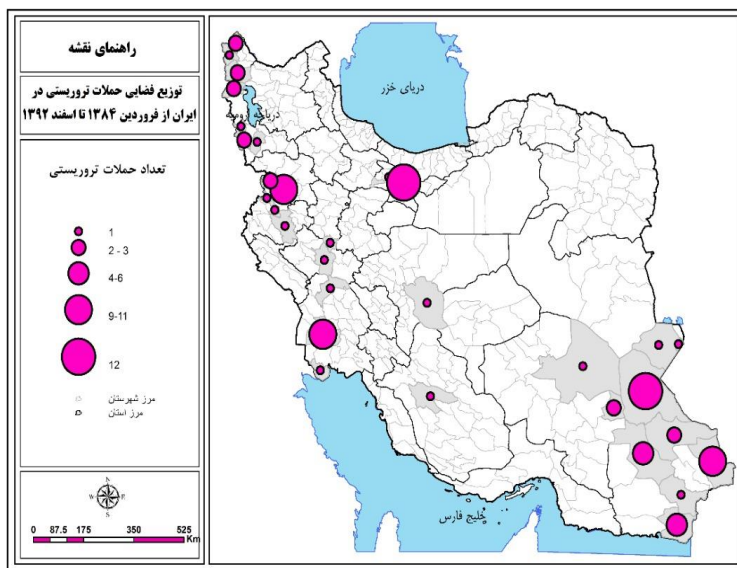 راهنمای نقشه
توزیع فضایی حملات تروریستی در
ایران از فروردین ۱۳۸۴ تا اسفند ۱۳۹۲
تعداد حملات تروریستی
1
2 - 3
4-6
9-11
12
مرز شهرستان
مرز استان
N
W E
S
0 87.5 175 350 525
Km
دریای خزر
دریاچه ارومیه
خلیج فارس